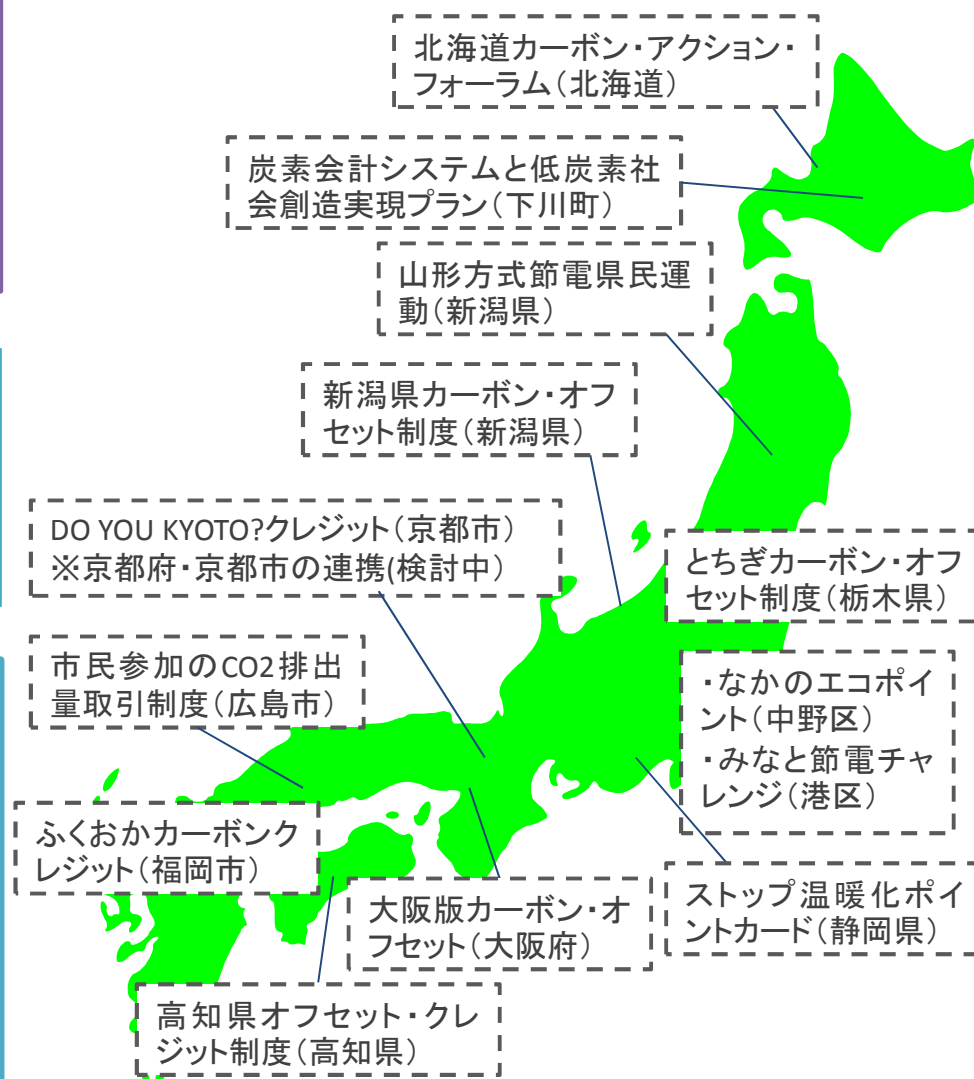 北海道カーボン・アクション・
フォーラム（北海道）
炭素会計システムと低炭素社
会創造実現プラン（下川町）
山形方式節電県民運
動（新潟県）
新潟県カーボン・オフ
セット制度（新潟県）
DO YOU KYOTO?クレジット（京都市）
※京都府・京都市の連携(検討中）
とちぎカーボン・オフ
セット制度（栃木県）
市民参加のCO2排出
量取引制度（広島市）
・なかのエコポイ
ント（中野区）
・みなと節電チャ
レンジ（港区）
ふくおかカーボンク
レジット（福岡市）
大阪版カーボン・オ
フセット（大阪府）
ストップ温暖化ポイ
ントカード（静岡県）
高知県オフセット・クレ
ジット制度（高知県）